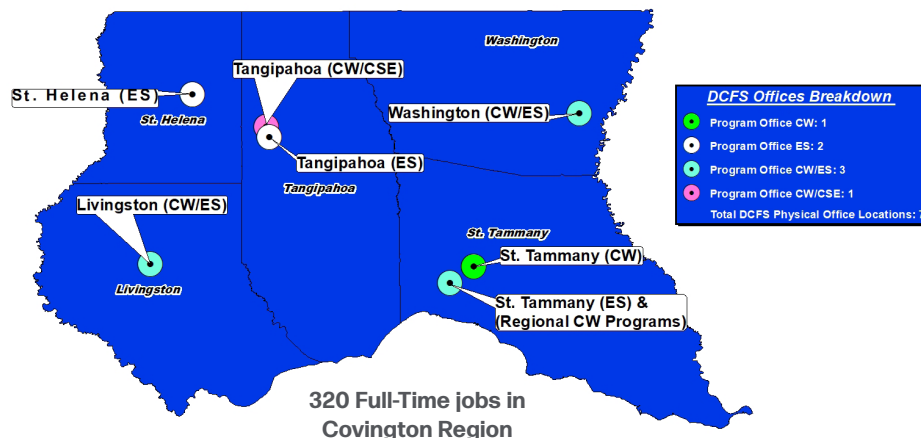 Washington
Tangipahoa (CW/CSE)
St. Helena (ES)
St. Helena
Washington (CW/ES)
Tangipahoa (ES)
Tangipahoa
Livingston (CW/ES)
Livingston
St. Tammany
St. Tammany (CW)
St. Tammany (ES) &
(Regional CW Programs)
320 Full-Time jobs in
Covington Region
DCFS Offices Breakdown
Program Office CW: 1
Program Office ES: 2
Program Office CW/ES: 3
Program Office CW/CSE: 1
Total DCFS Physical Office Locations: 7